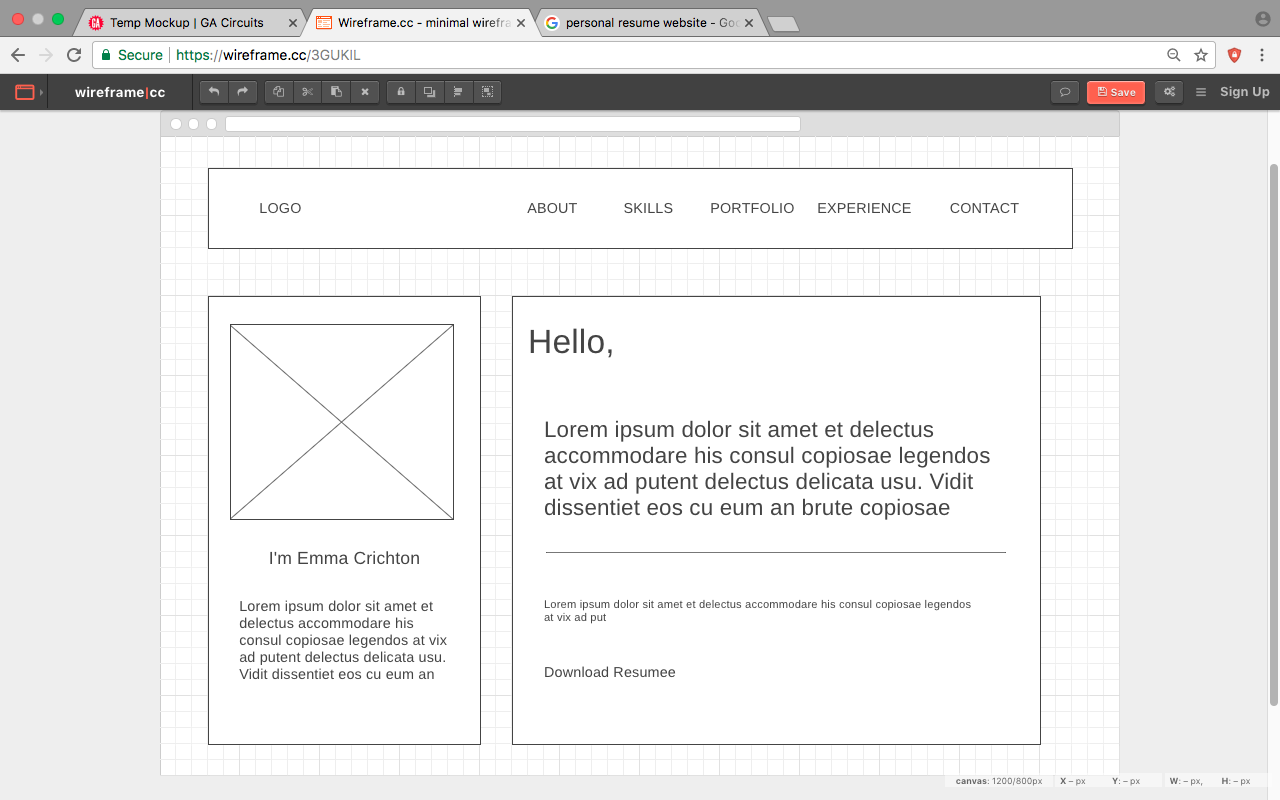 Temp Mockup | GA Circuits
Wireframe.cc - minimal wirefra
personal resume website - Goo
Secure
https://wireframe.cc/3GUKIL
wireframe|cc
Save
Sign Up
LOGO
ABOUT
SKILLS
PORTFOLIO
EXPERIENCE
CONTACT
Hello,
Lorem ipsum dolor sit amet et delectus
accommodare his consul copiosae legendos
at vix ad putent delectus delicata usu. Vidit
dissentiet eos cu eum an brute copiosae
I'm Emma Crichton
Lorem ipsum dolor sit amet et
delectus accommodare his
consul copiosae legendos at vix
ad putent delectus delicata usu.
Vidit dissentiet eos cu eum an
Lorem ipsum dolor sit amet et delectus accommodare his consul copiosae legendos
at vix ad put
Download Resumee
canvas: 1200/800px X – px Y: – px W: – px, H: – px